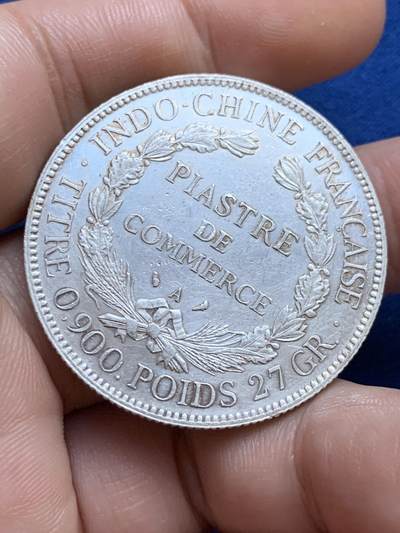 INDO-CHINE FRANÇAISE
PIASTRE
DE
COMMERCE
A
TITRE 0,900. POIDS 27 GR.